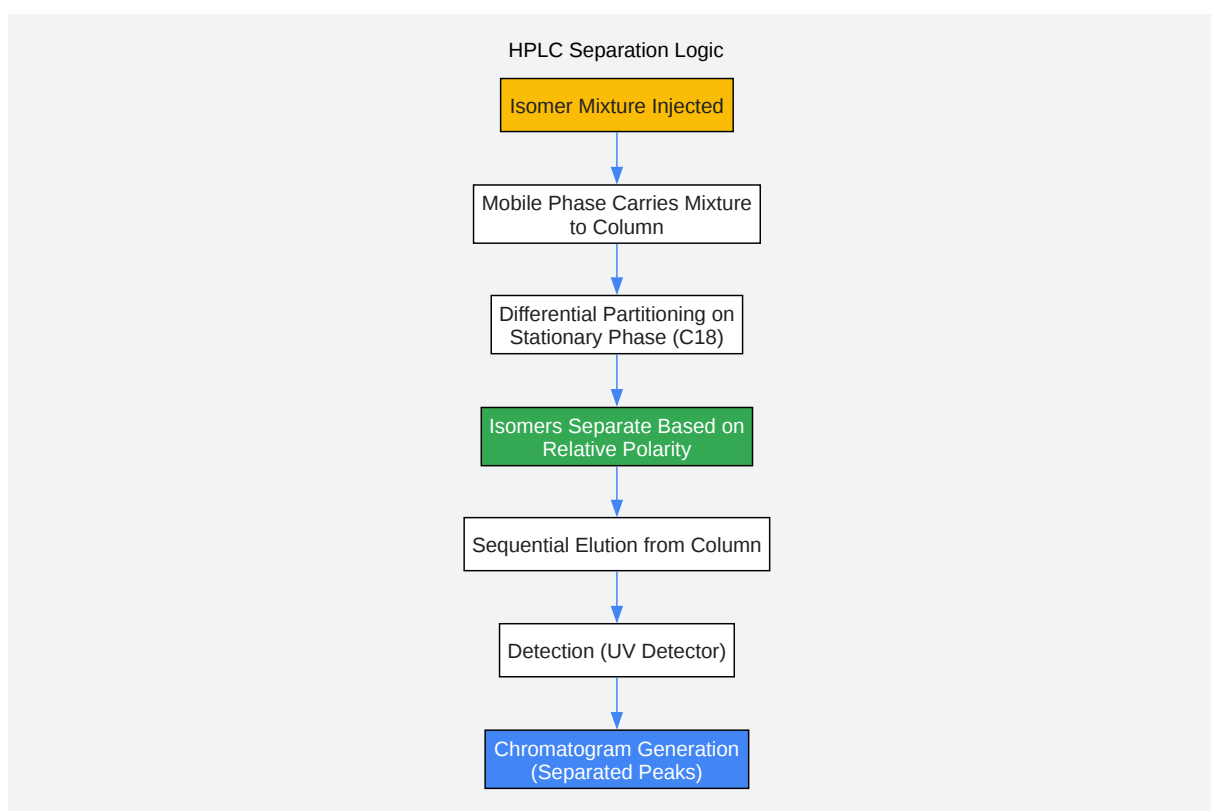 HPLC Separation Logic
Isomer Mixture Injected
Mobile Phase Carries Mixture
to Column
Differential Partitioning on
Stationary Phase (C18)
Isomers Separate Based on
Relative Polarity
Sequential Elution from Column
Detection (UV Detector)
Chromatogram Generation
(Separated Peaks)